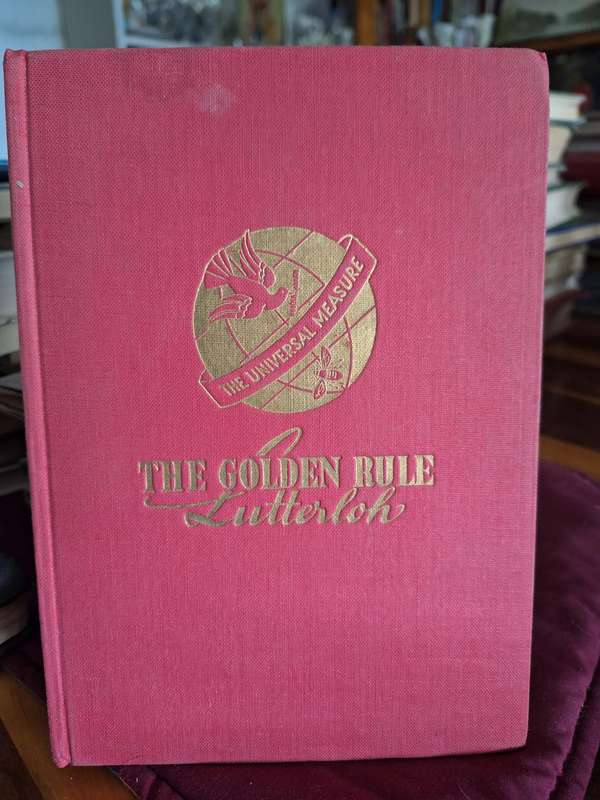 THE UNIVERSAL MEASURE
THE GOLDEN RULE
Lutterloh